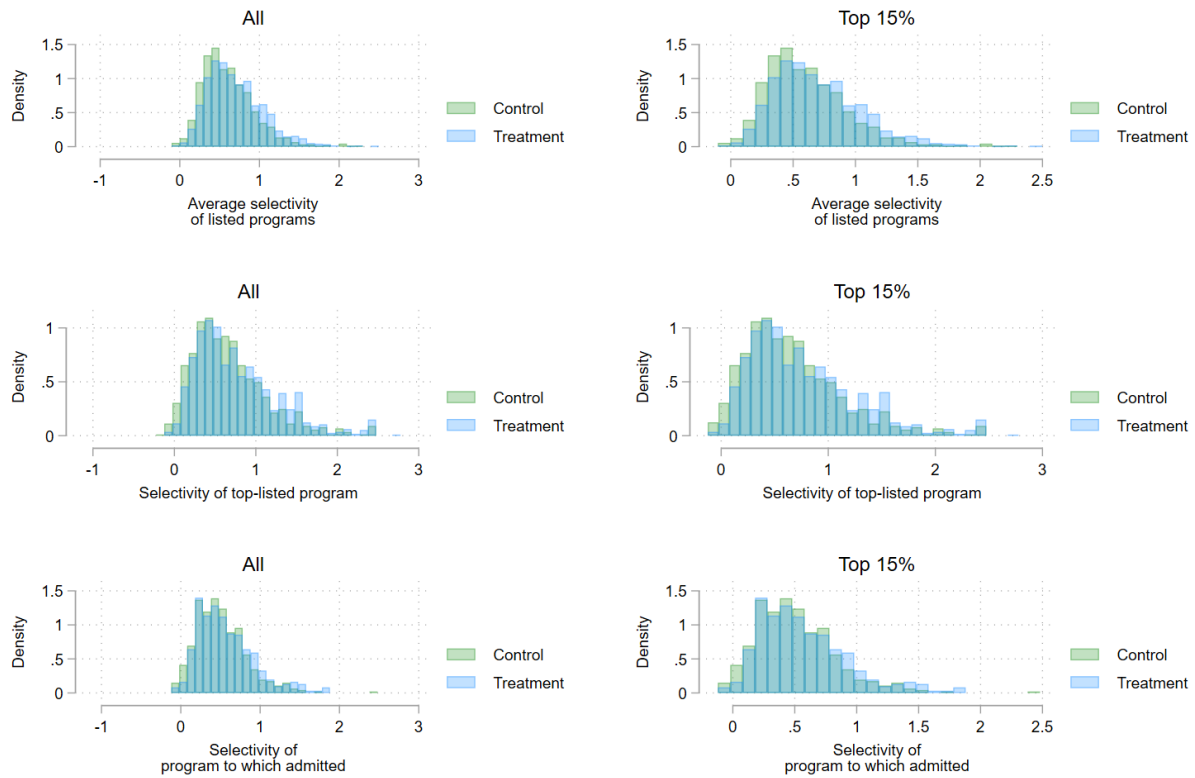 All
Top 15%
Density
1.5
1
.5
0
-1 0 1 2 3
Average selectivity
of listed programs
Control
Treatment
Density
1.5
1
.5
0
0 .5 1 1.5 2 2.5
Average selectivity
of listed programs
Control
Treatment
All
Top 15%
Density
1
.5
0
-1 0 1 2 3
Selectivity of top-listed program
Control
Treatment
Density
1
.5
0
0 1 2 3
Selectivity of top-listed program
Control
Treatment
All
Top 15%
Density
1.5
1
.5
0
-1 0 1 2 3
Selectivity of
program to which admitted
Control
Treatment
Density
1.5
1
.5
0
0 .5 1 1.5 2 2.5
Selectivity of
program to which admitted
Control
Treatment